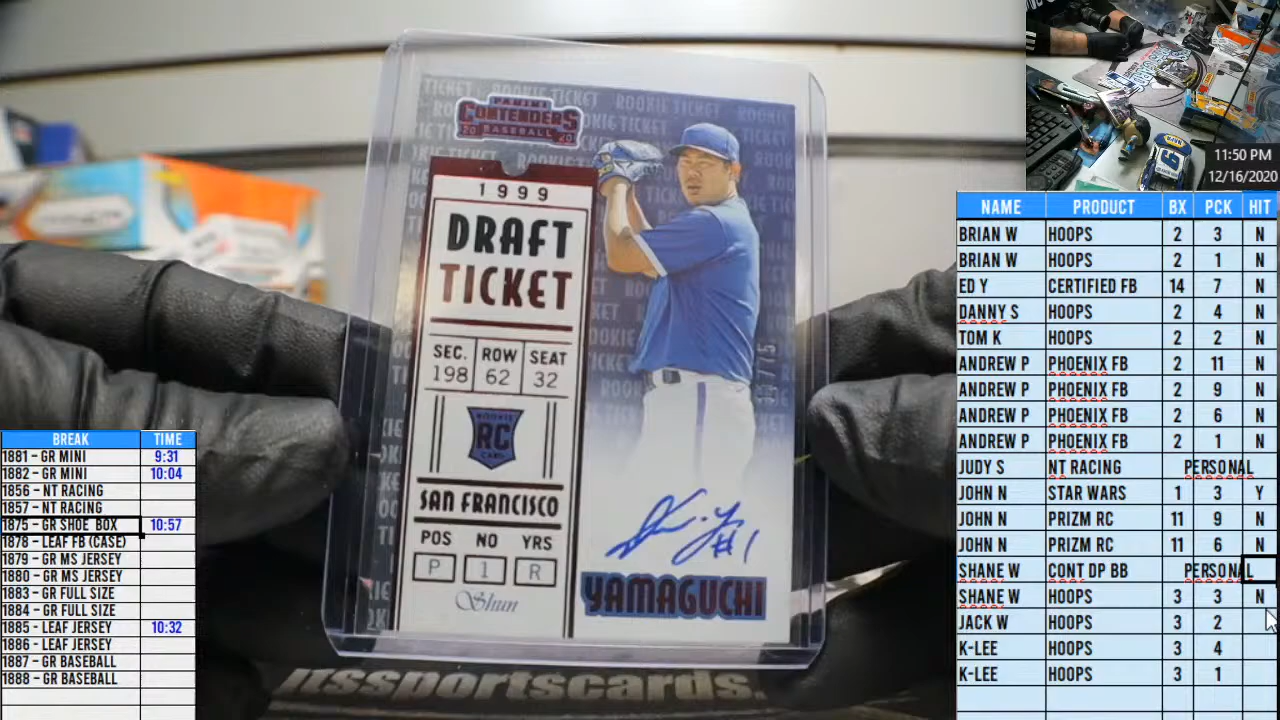 PANINI
CONTENDERS
2020 BASEBALL
ROOKIE TICKET
1999
DRAFT
TICKET
SEC. ROW SEAT
198 62 32
ROOKIE
RC
CARD
SAN FRANCISCO
POS NO YRS
P 1 R
Shun
#1
YAMAGUCHI
itssportscards.
11:50 PM
12/16/2020
NAME PRODUCT BX PCK HIT
BRIAN W HOOPS 2 3 N
BRIAN W HOOPS 2 1 N
ED Y CERTIFIED FB 14 7 N
DANNY S HOOPS 2 4 N
TOM K HOOPS 2 2 N
ANDREW P PHOENIX FB 2 11 N
ANDREW P PHOENIX FB 2 9 N
ANDREW P PHOENIX FB 2 6 N
ANDREW P PHOENIX FB 2 1 N
JUDY S NT RACING PERSONAL
JOHN N STAR WARS 1 3 Y
JOHN N PRIZM RC 11 9 N
JOHN N PRIZM RC 11 6 N
SHANE W CONT DP BB PERSONAL
SHANE W HOOPS 3 3 N
JACK W HOOPS 3 2
K-LEE HOOPS 3 4
K-LEE HOOPS 3 1
BREAK TIME
1881 – GR MINI 9:31
1882 – GR MINI 10:04
1856 – NT RACING
1857 – NT RACING
1875 – GR SHOE BOX 10:57
1878 – LEAF FB (CASE)
1879 – GR MS JERSEY
1880 – GR MS JERSEY
1883 – GR FULL SIZE
1884 – GR FULL SIZE
1885 – LEAF JERSEY 10:32
1886 – LEAF JERSEY
1887 – GR BASEBALL
1888 – GR BASEBALL